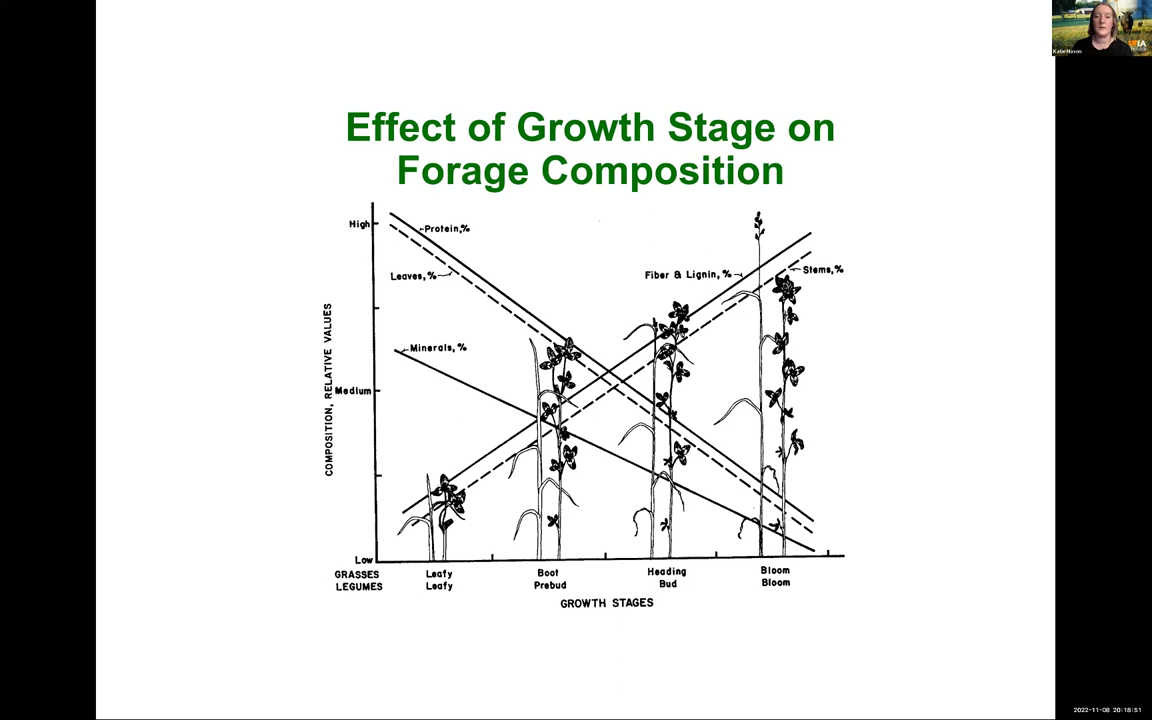 Effect of Growth Stage on
Forage Composition
High
Protein,%
Leaves,%
Fiber & Lignin, %
Stems,%
Minerals,%
Medium
COMPOSITION, RELATIVE VALUES
Low
GRASSES Leafy Boot Heading Bloom
LEGUMES Leafy Prebud Bud Bloom
GROWTH STAGES
Katie Mason
UTIA
2022-11-08 20:18:51